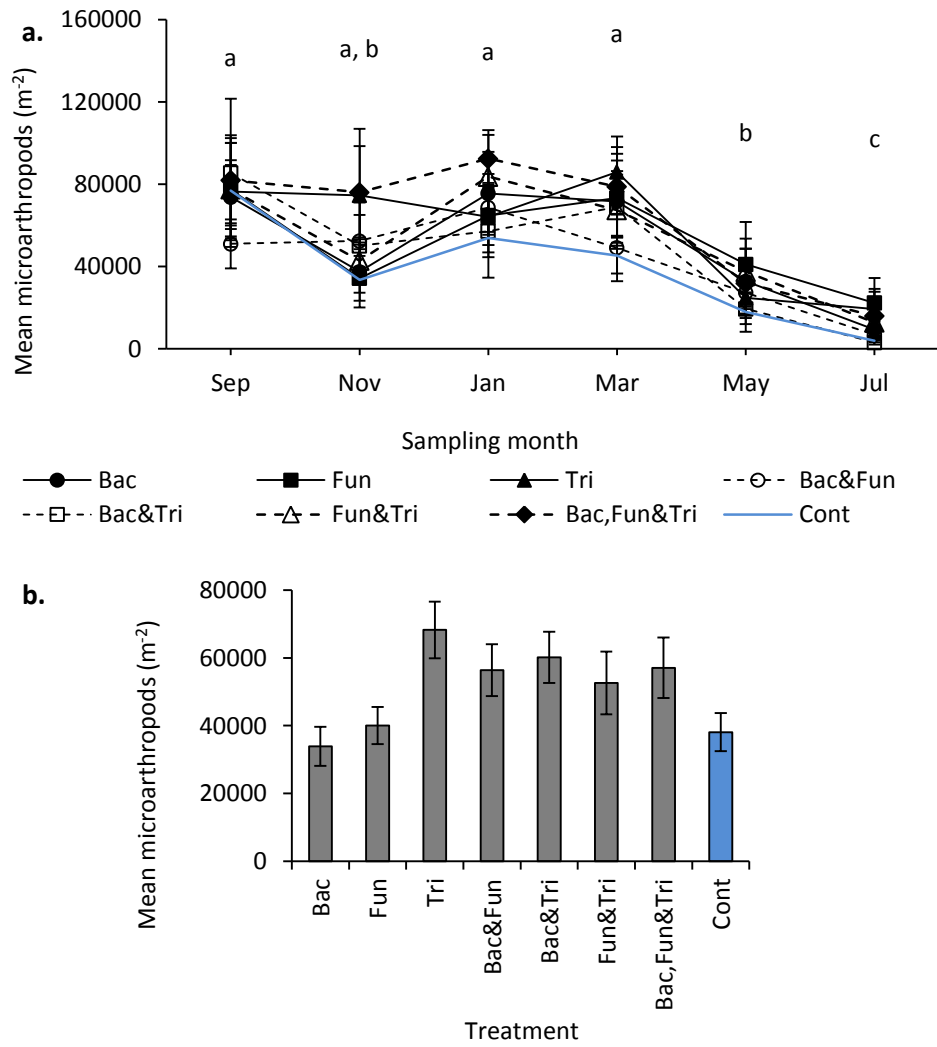 a.
Mean microarthropods (m⁻²)
160000
120000
80000
40000
0
a
a, b
a
a
b
c
Sep Nov Jan Mar May Jul
Sampling month
Bac Fun Tri Bac&Fun
Bac&Tri Fun&Tri Bac,Fun&Tri Cont
b.
Mean microarthropods (m⁻²)
80000
60000
40000
20000
0
Bac
Fun
Tri
Bac&Fun
Bac&Tri
Fun&Tri
Bac,Fun&Tri
Cont
Treatment